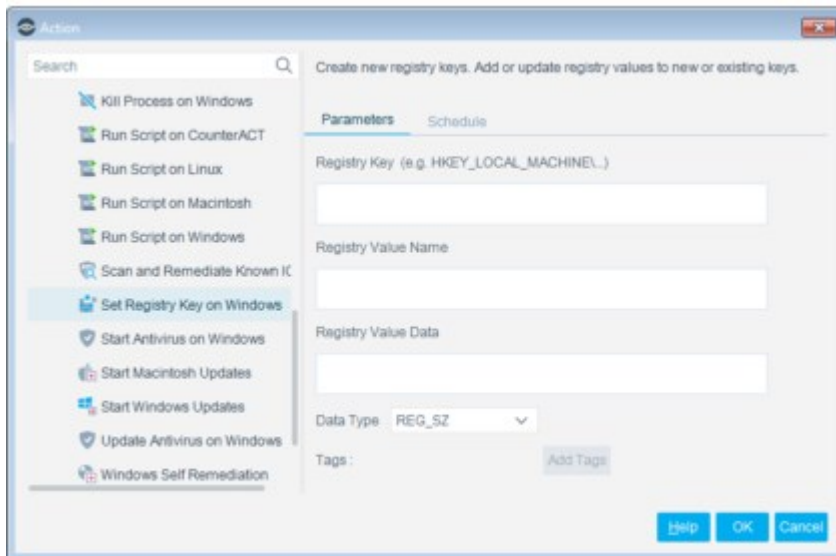 Action
Search
Kill Process on Windows
Run Script on CounterACT
Run Script on Linux
Run Script on Macintosh
Run Script on Windows
Scan and Remediate Known IC
Set Registry Key on Windows
Start Antivirus on Windows
Start Macintosh Updates
Start Windows Updates
Update Antivirus on Windows
Windows Self Remediation
Create new registry keys. Add or update registry values to new or existing keys.
Parameters Schedule
Registry Key (e.g. HKEY_LOCAL_MACHINE\...)
Registry Value Name
Registry Value Data
Data Type REG_SZ
Tags : Add Tags
Help OK Cancel